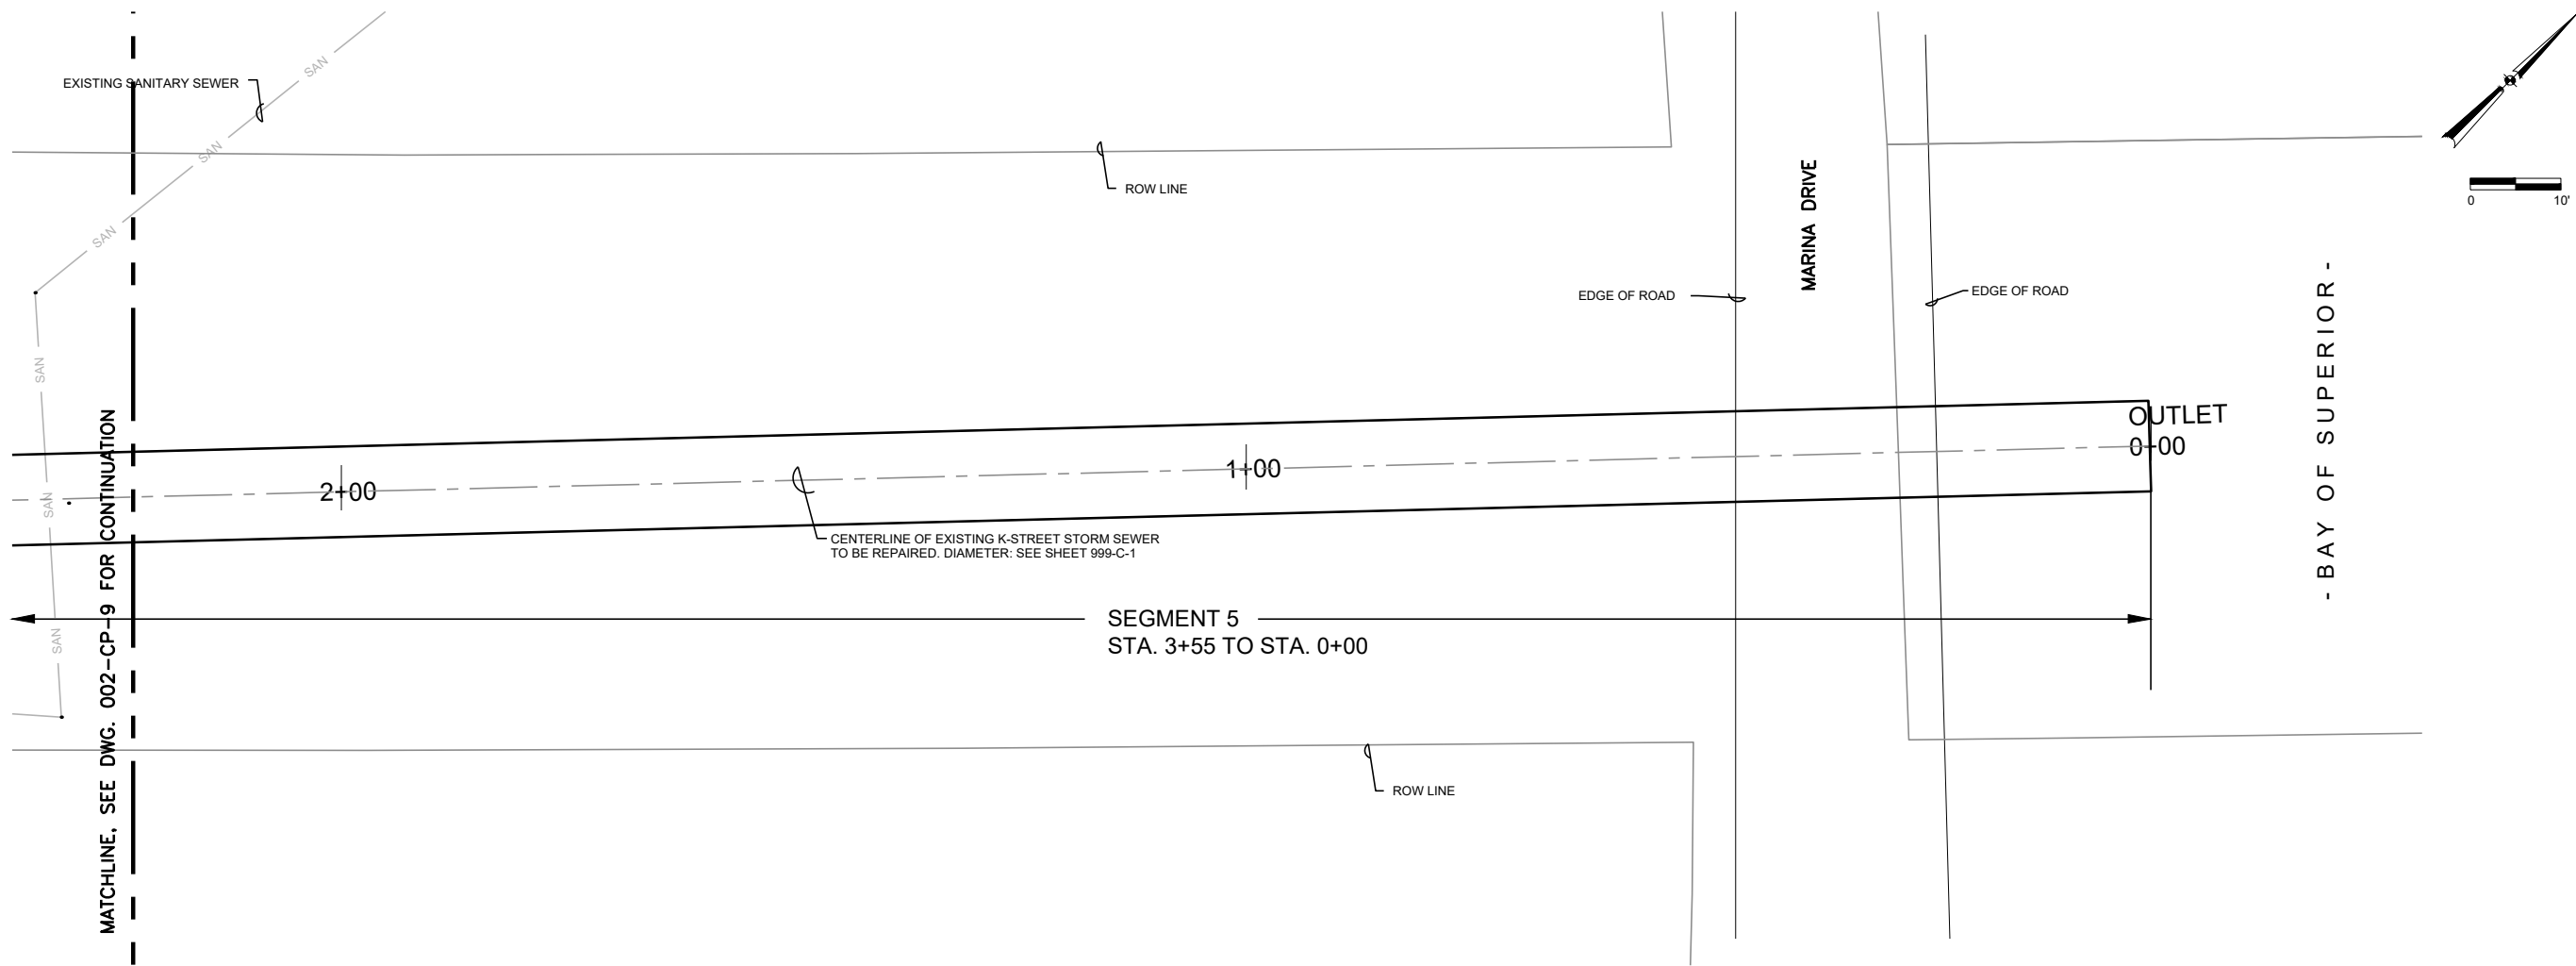 EXISTING SANITARY SEWER
SAN
SAN
SAN
SAN
SAN
SAN
ROW LINE
MARINA DRIVE
EDGE OF ROAD
EDGE OF ROAD
0 10'
- BAY OF SUPERIOR -
OUTLET
0+00
1+00
2+00
CENTERLINE OF EXISTING K-STREET STORM SEWER
TO BE REPAIRED. DIAMETER: SEE SHEET 999-C-1
MATCHLINE, SEE DWG. 002-CP-9 FOR CONTINUATION
SEGMENT 5
STA. 3+55 TO STA. 0+00
ROW LINE